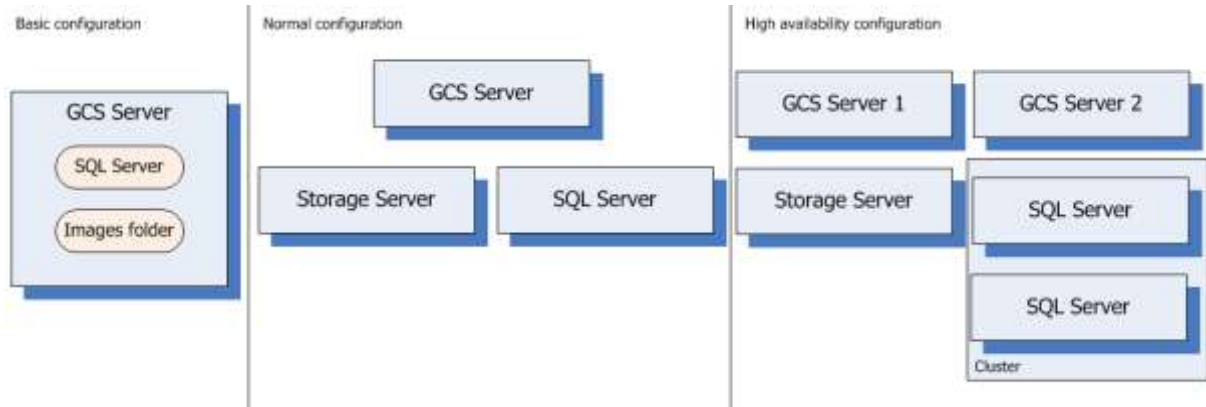 Basic configuration
GCS Server
SQL Server
Images folder
Normal configuration
GCS Server
Storage Server
SQL Server
High availability configuration
GCS Server 1
GCS Server 2
Storage Server
SQL Server
SQL Server
Cluster